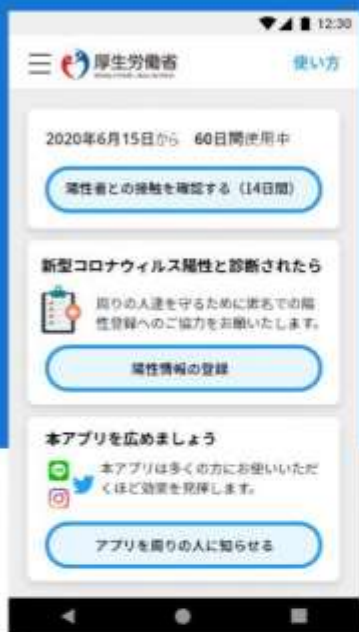 12:30
厚生労働省
使い方
2020年6月15日から 60日間使用中
陽性者との接触を確認する（14日間）
新型コロナウィルス陽性と診断されたら
周りの人達を守るために匿名での陽
性登録へのご協力をお願いいたします。
陽性情報の登録
本アプリを広めましょう
本アプリは多くの方にお使いいただ
くほど効果を発揮します。
アプリを周りの人に知らせる